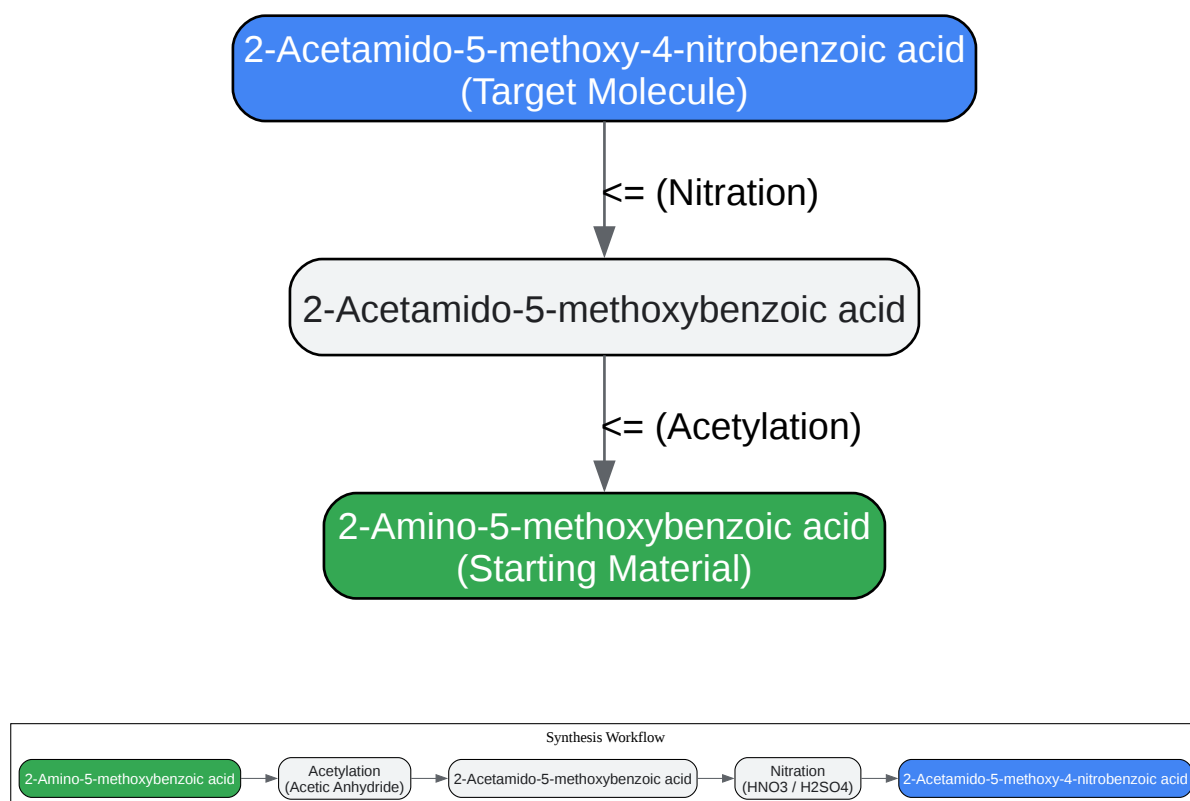 2-Acetamido-5-methoxy-4-nitrobenzoic acid
(Target Molecule)
<= (Nitration)
2-Acetamido-5-methoxybenzoic acid
<= (Acetylation)
2-Amino-5-methoxybenzoic acid
(Starting Material)
Synthesis Workflow
2-Amino-5-methoxybenzoic acid
Acetylation
(Acetic Anhydride)
2-Acetamido-5-methoxybenzoic acid
Nitration
(HNO3 / H2SO4)
2-Acetamido-5-methoxy-4-nitrobenzoic acid